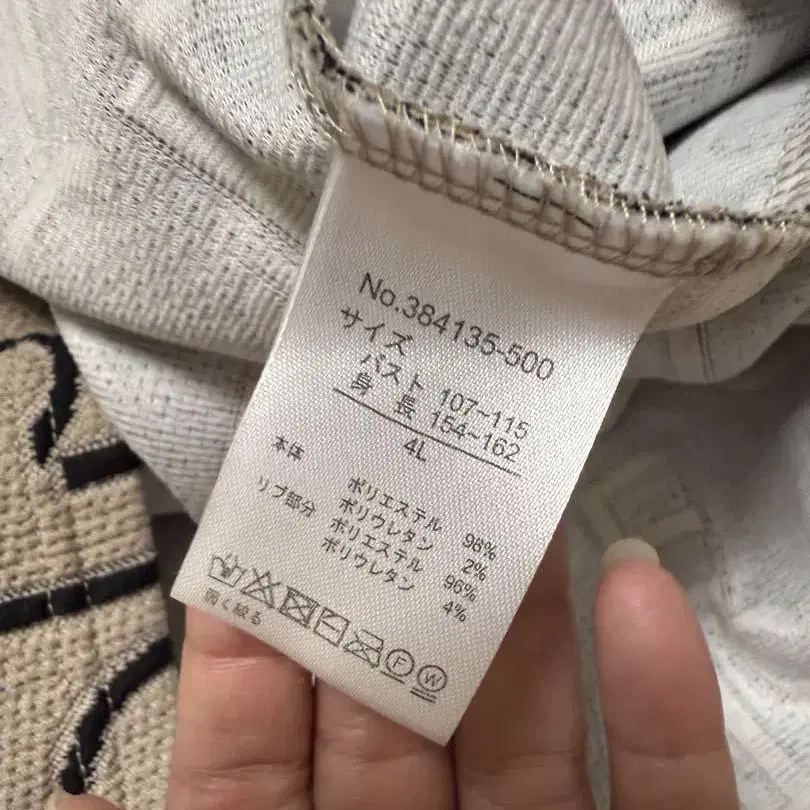 No.384135-500
サイズ
バスト 107~115
身 長 154~162
4L
本体 ポリエステル 98%
ポリウレタン 2%
リブ部分 ポリエステル 96%
ポリウレタン 4%
弱く絞る
F W